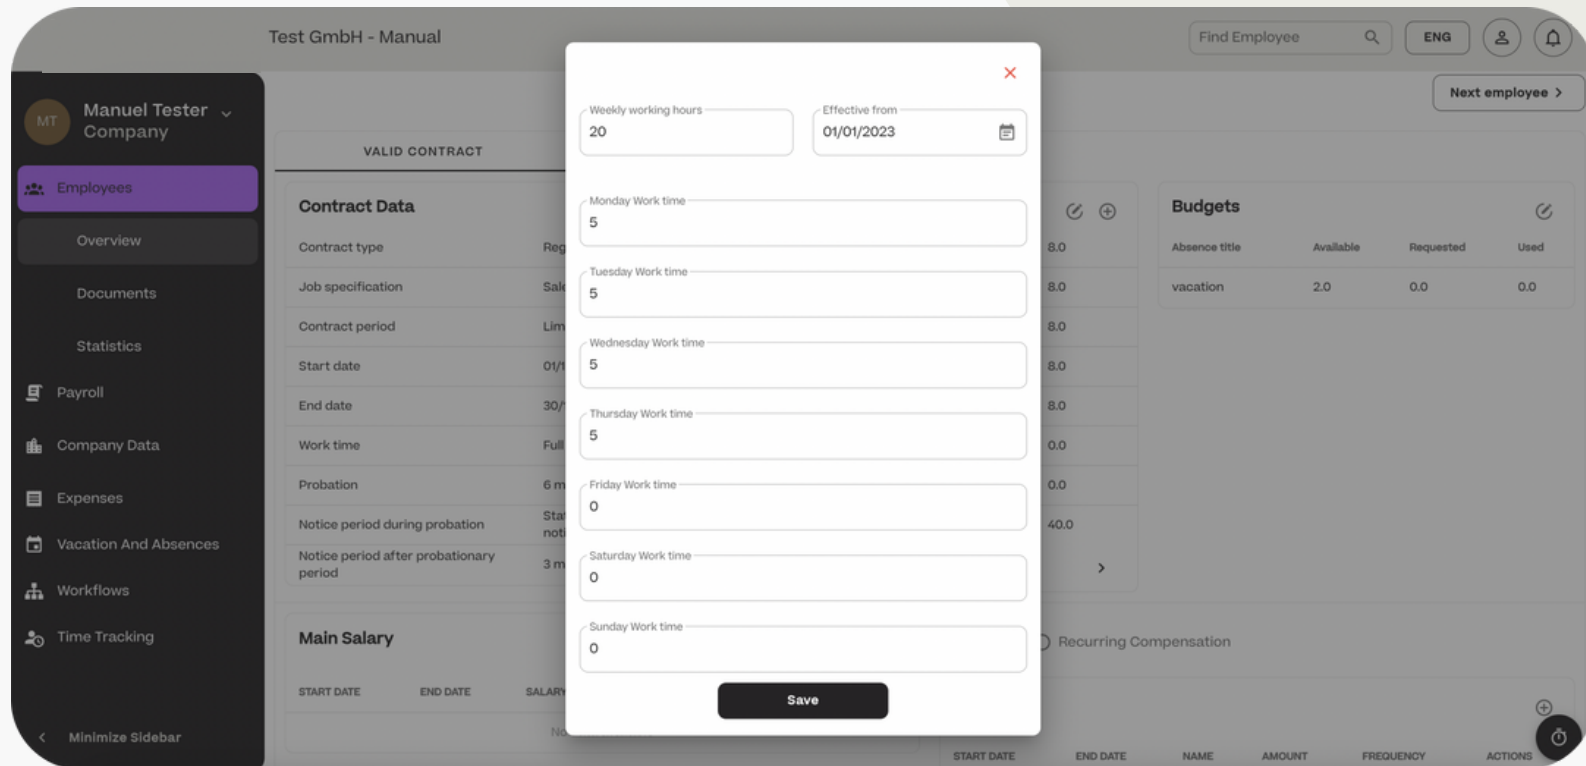 Test GmbH - Manual
Find Employee
ENG
MT
Manuel Tester
Company
Next employee >
Employees
Overview
Documents
Statistics
Payroll
Company Data
Expenses
Vacation And Absences
Workflows
Time Tracking
< Minimize Sidebar
VALID CONTRACT
Contract Data
Contract type
Job specification
Contract period
Start date
End date
Work time Full
Probation
Notice period during probation
Notice period after probationary
period
Main Salary
START DATE END DATE SALARY
Weekly working hours
20
Effective from
01/01/2023
Monday Work time
5
Tuesday Work time
5
Wednesday Work time
5
Thursday Work time
5
Friday Work time
0
Saturday Work time
0
Sunday Work time
0
Save
8.0
8.0
8.0
8.0
8.0
0.0
0.0
40.0
Budgets
Absence title Available Requested Used
vacation 2.0 0.0 0.0
Recurring Compensation
START DATE END DATE NAME AMOUNT FREQUENCY ACTIONS